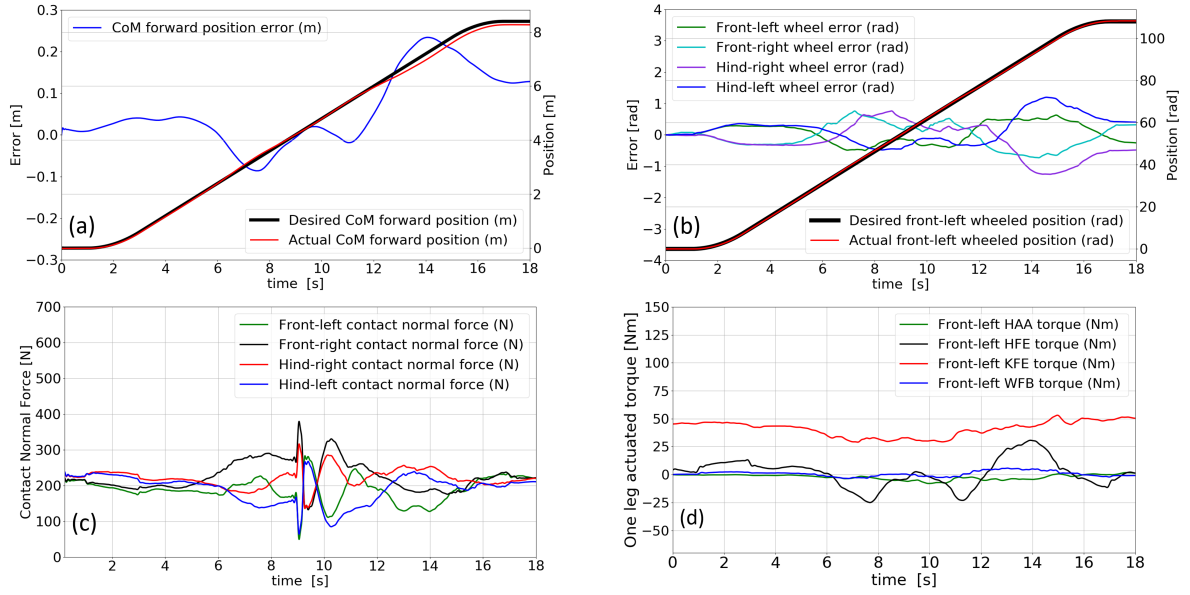 CoM forward position error (m)
0.3
0.2
0.1
0.0
−0.1
−0.2
−0.3
Error [m]
8
6
4
2
0
Position [m]
(a)
Desired CoM forward position (m)
Actual CoM forward position (m)
0 2 4 6 8 10 12 14 16 18
time [s]
Front-left wheel error (rad)
Front-right wheel error (rad)
Hind-right wheel error (rad)
Hind-left wheel error (rad)
4
3
2
1
0
−1
−2
−3
−4
Error [rad]
100
80
60
40
20
0
Position [rad]
(b)
Desired front-left wheeled position (rad)
Actual front-left wheeled position (rad)
0 2 4 6 8 10 12 14 16 18
time [s]
Front-left contact normal force (N)
Front-right contact normal force (N)
Hind-right contact normal force (N)
Hind-left contact normal force (N)
700
600
500
400
300
200
100
0
Contact Normal Force [N]
(c)
0 2 4 6 8 10 12 14 16 18
time [s]
Front-left HAA torque (Nm)
Front-left HFE torque (Nm)
Front-left KFE torque (Nm)
Front-left WFB torque (Nm)
150
125
100
75
50
25
0
−25
−50
One leg actuated torque [Nm]
(d)
0 2 4 6 8 10 12 14 16 18
time [s]